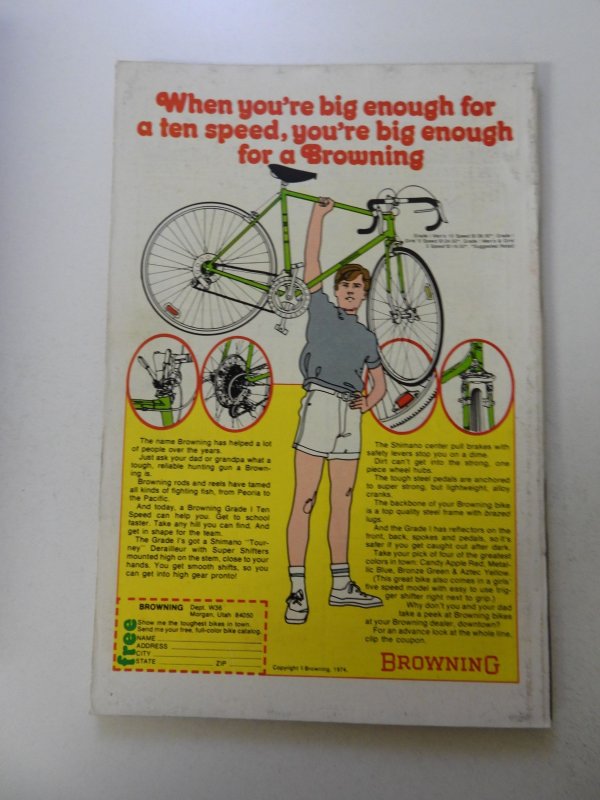 When you're big enough for
a ten speed, you're big enough
for a Browning
Grade I Men's 10 Speed
Speed
5 Speed *Suggested Retail
The name Browning has helped a lot
of people over the years.
Just ask your dad or grandpa what a
tough, reliable hunting gun a Brown-
ing is.
Browning rods and reels have tamed
all kinds of fighting fish, from Peoria to
the Pacific.
And today, a Browning Grade I Ten
Speed can help you. Get to school
faster. Take any hill you can find. And
get in shape for the team.
The Grade I's got a Shimano "Tour-
ney" Derailleur with Super Shifters
mounted high on the stem, close to your
hands. You get smooth shifts, so you
can get into high gear pronto!
BROWNING Dept. W36
Morgan, Utah 84050
free
Show me the toughest bikes in town.
Send me your free, full-color bike catalog.
NAME
ADDRESS
CITY
STATE ZIP
The Shimano center pull brakes with
safety levers stop you on a dime.
Dirt can't get into the strong, one
piece wheel hubs.
The tough steel pedals are anchored
to super strong, but lightweight, alloy
cranks.
The backbone of your Browning bike
is a top quality steel frame with brazed
lugs.
And the Grade I has reflectors on the
front, back, spokes and pedals, so it's
safer if you get caught out after dark.
Take your pick of four of the greatest
colors in town: Candy Apple Red, Metal-
lic Blue, Bronze Green & Aztec Yellow.
(This great bike also comes in a girls'
five speed model with easy to use trig-
ger shifter right next to grip.)
Why don't you and your dad
take a peek at Browning bikes
at your Browning dealer, downtown?
For an advance look at the whole line,
clip the coupon.
Copyright © Browning, 1974.
BROWNING